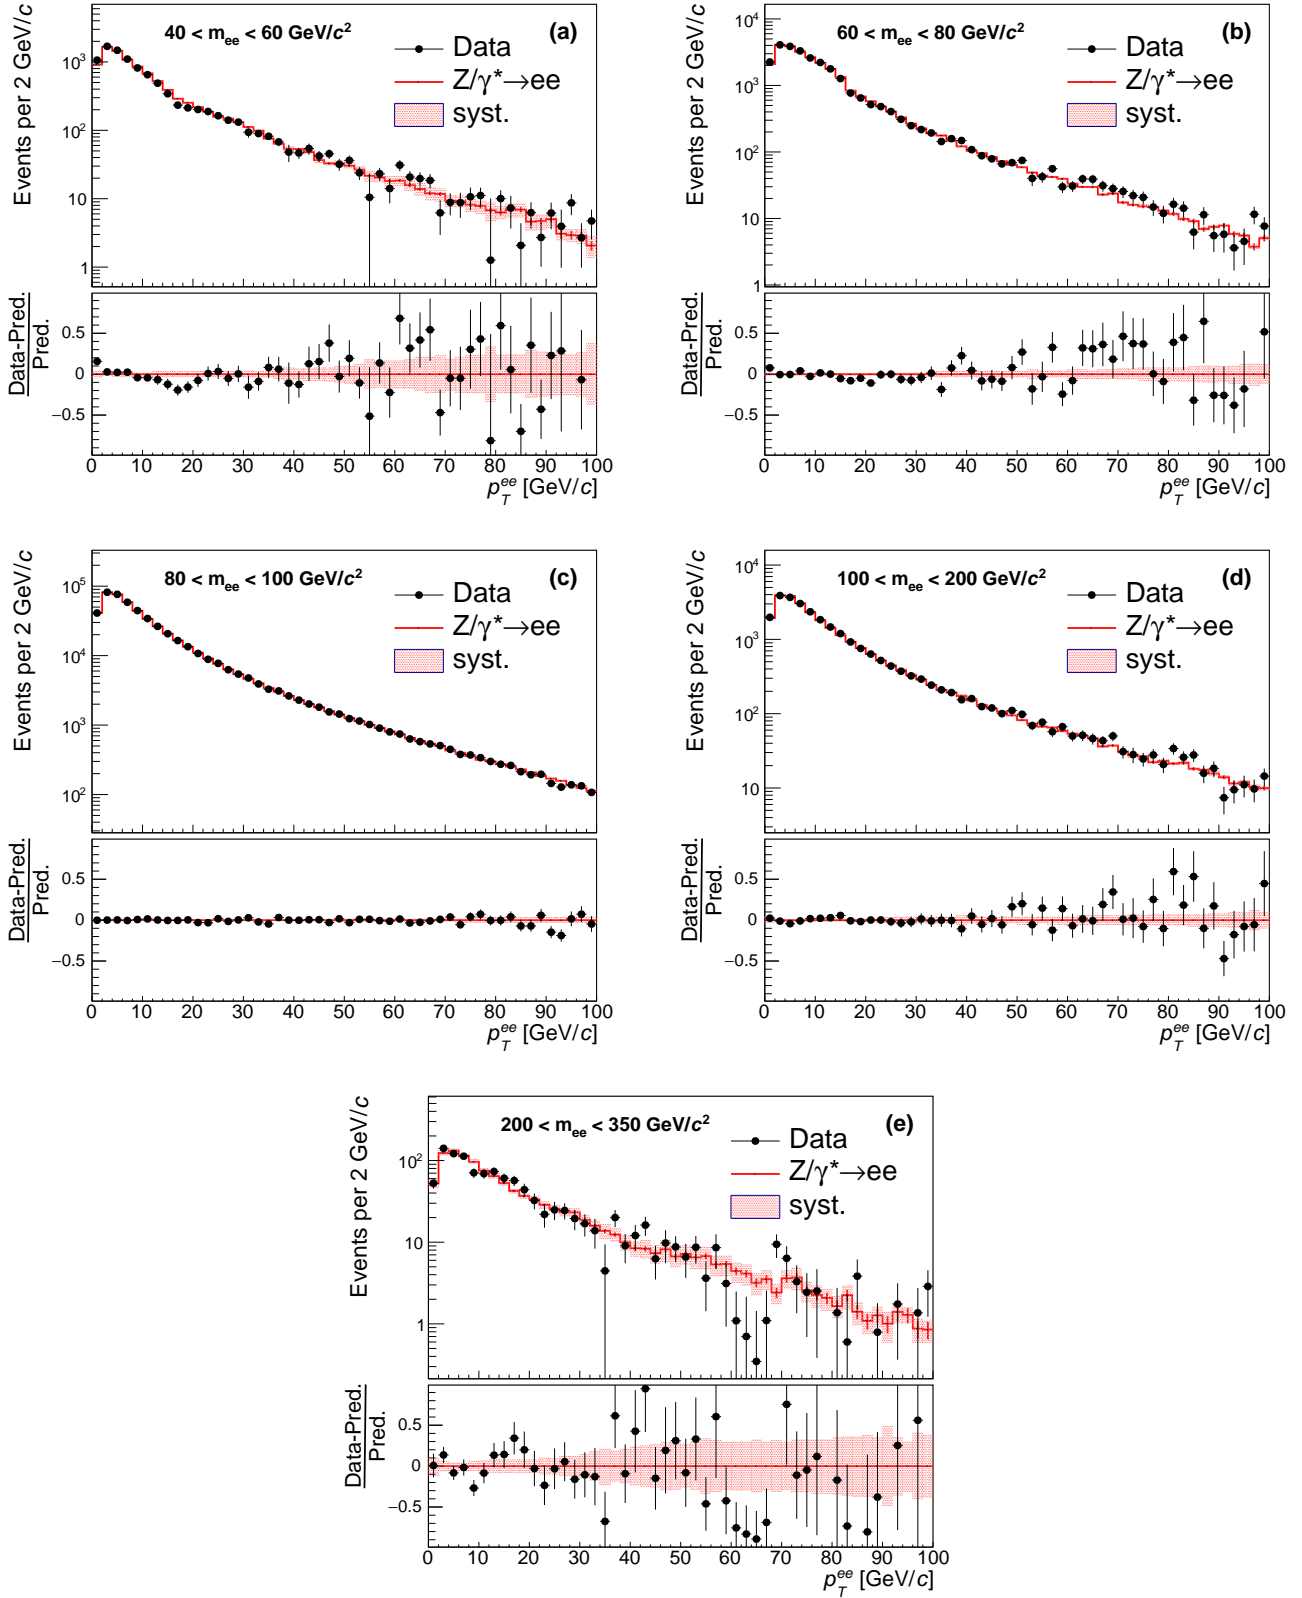 40 < m_ee < 60 GeV/c²
(a)
Data
Z/γ*→ee
syst.
Events per 2 GeV/c
10³
10²
10
1
Data-Pred.
Pred.
0.5
0
−0.5
0 10 20 30 40 50 60 70 80 90 100
p_T^ee [GeV/c]
60 < m_ee < 80 GeV/c²
(b)
Data
Z/γ*→ee
syst.
Events per 2 GeV/c
10⁴
10³
10²
10
1
Data-Pred.
Pred.
0.5
0
−0.5
0 10 20 30 40 50 60 70 80 90 100
p_T^ee [GeV/c]
80 < m_ee < 100 GeV/c²
(c)
Data
Z/γ*→ee
syst.
Events per 2 GeV/c
10⁵
10⁴
10³
10²
Data-Pred.
Pred.
0.5
0
−0.5
0 10 20 30 40 50 60 70 80 90 100
p_T^ee [GeV/c]
100 < m_ee < 200 GeV/c²
(d)
Data
Z/γ*→ee
syst.
Events per 2 GeV/c
10⁴
10³
10²
10
Data-Pred.
Pred.
0.5
0
−0.5
0 10 20 30 40 50 60 70 80 90 100
p_T^ee [GeV/c]
200 < m_ee < 350 GeV/c²
(e)
Data
Z/γ*→ee
syst.
Events per 2 GeV/c
10²
10
1
Data-Pred.
Pred.
0.5
0
−0.5
0 10 20 30 40 50 60 70 80 90 100
p_T^ee [GeV/c]